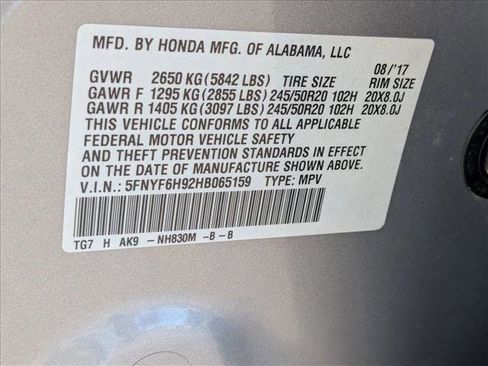 MFD. BY HONDA MFG. OF ALABAMA, LLC
08/'17
GVWR 2650 KG (5842 LBS) TIRE SIZE RIM SIZE
GAWR F 1295 KG (2855 LBS) 245/50R20 102H 20X8.0J
GAWR R 1405 KG (3097 LBS) 245/50R20 102H 20X8.0J
THIS VEHICLE CONFORMS TO ALL APPLICABLE
FEDERAL MOTOR VEHICLE SAFETY
AND THEFT PREVENTION STANDARDS IN EFFECT
ON THE DATE OF MANUFACTURE SHOWN ABOVE.
V.I.N.: 5FNYF6H92HB065159 TYPE: MPV
TG7 H AK9 -NH830M -B-B